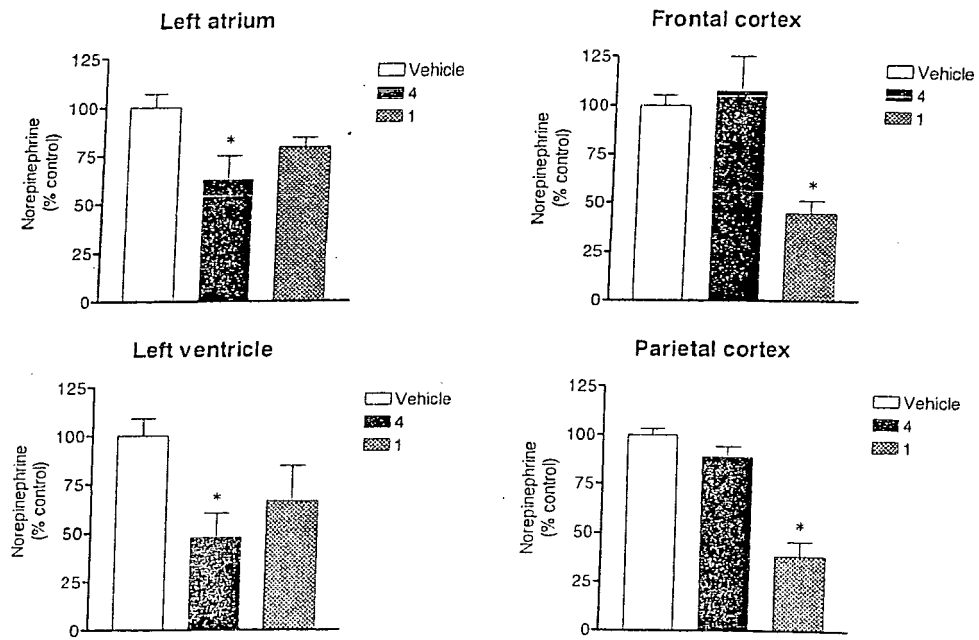 Left atrium
125
100
75
50
25
0
Norepinephrine
(% control)
*
Vehicle
4
1
Frontal cortex
125
100
75
50
25
0
Norepinephrine
(% control)
*
Vehicle
4
1
Left ventricle
125
100
75
50
25
0
Norepinephrine
(% control)
*
Vehicle
4
1
Parietal cortex
125
100
75
50
25
0
Norepinephrine
(% control)
*
Vehicle
4
1